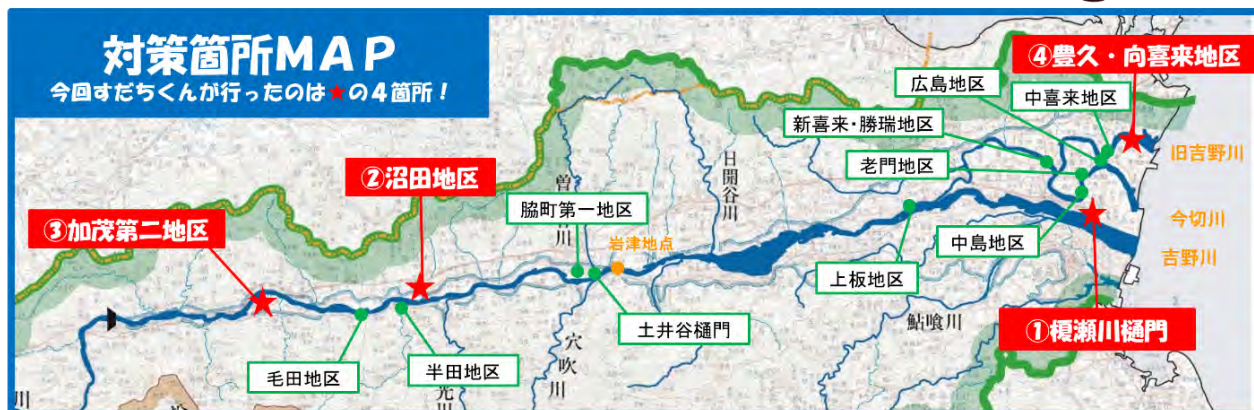 対策箇所MAP
今回すだちくんが行ったのは★の4箇所！
④豊久・向喜来地区
広島地区
中喜来地区
新喜来・勝瑞地区
老門地区
旧吉野川
②沼田地区
日開谷川
脇町第一地区
今切川
③加茂第二地区
岩津地点
中島地区
吉野川
上板地区
土井谷樋門
鮎喰川
①榎瀬川樋門
毛田地区
半田地区
穴吹川